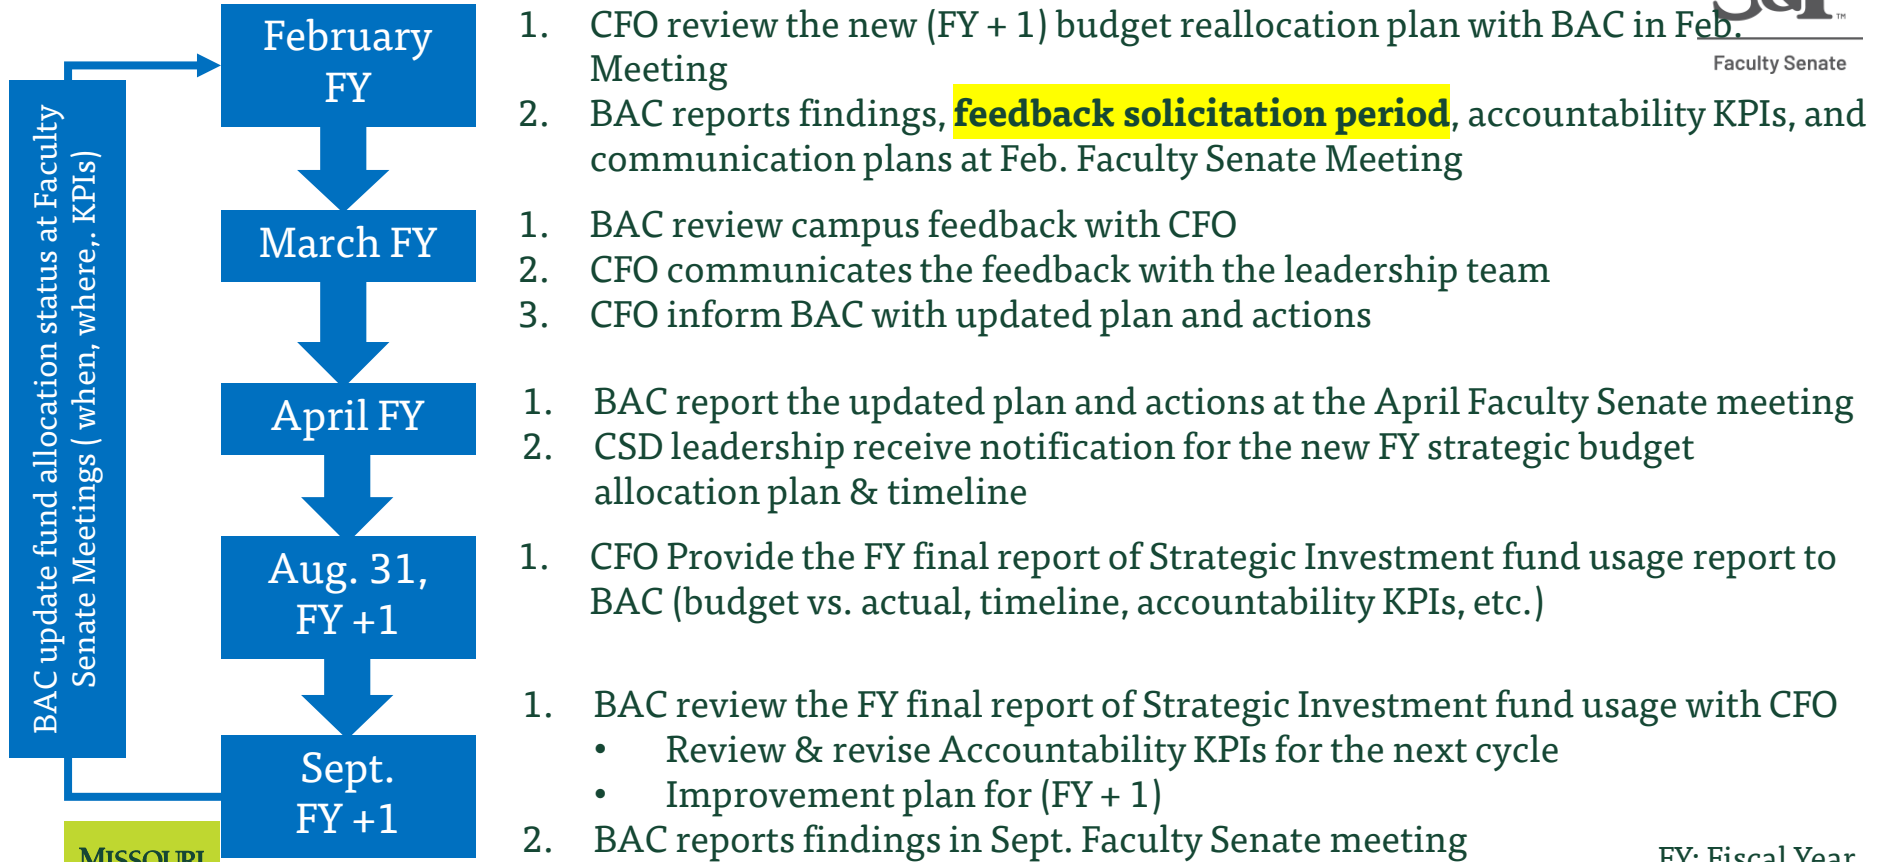 February
FY
1. CFO review the new (FY + 1) budget reallocation plan with BAC in Feb.
Meeting
2. BAC reports findings, feedback solicitation period, accountability KPIs, and
communication plans at Feb. Faculty Senate Meeting
S&T™
Faculty Senate
BAC update fund allocation status at Faculty
Senate Meetings ( when, where,. KPIs)
March FY
1. BAC review campus feedback with CFO
2. CFO communicates the feedback with the leadership team
3. CFO inform BAC with updated plan and actions
April FY
1. BAC report the updated plan and actions at the April Faculty Senate meeting
2. CSD leadership receive notification for the new FY strategic budget
allocation plan & timeline
Aug. 31,
FY +1
1. CFO Provide the FY final report of Strategic Investment fund usage report to
BAC (budget vs. actual, timeline, accountability KPIs, etc.)
Sept.
FY +1
1. BAC review the FY final report of Strategic Investment fund usage with CFO
• Review & revise Accountability KPIs for the next cycle
• Improvement plan for (FY + 1)
2. BAC reports findings in Sept. Faculty Senate meeting
MISSOURI
FY: Fiscal Year